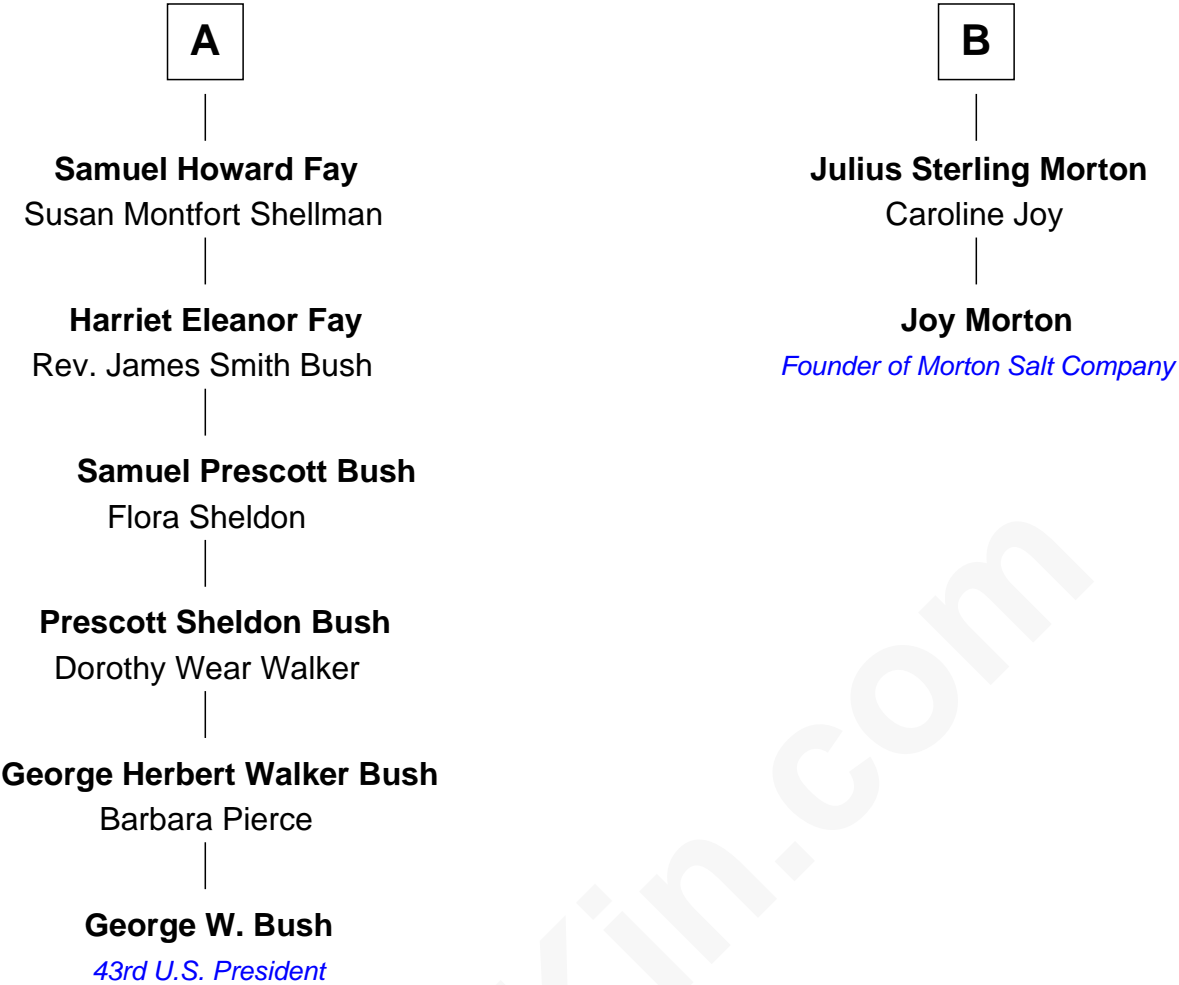 A
Samuel Howard Fay
Susan Montfort Shellman
Harriet Eleanor Fay
Rev. James Smith Bush
Samuel Prescott Bush
Flora Sheldon
Prescott Sheldon Bush
Dorothy Wear Walker
George Herbert Walker Bush
Barbara Pierce
George W. Bush
43rd U.S. President
B
Julius Sterling Morton
Caroline Joy
Joy Morton
Founder of Morton Salt Company
Kin.com